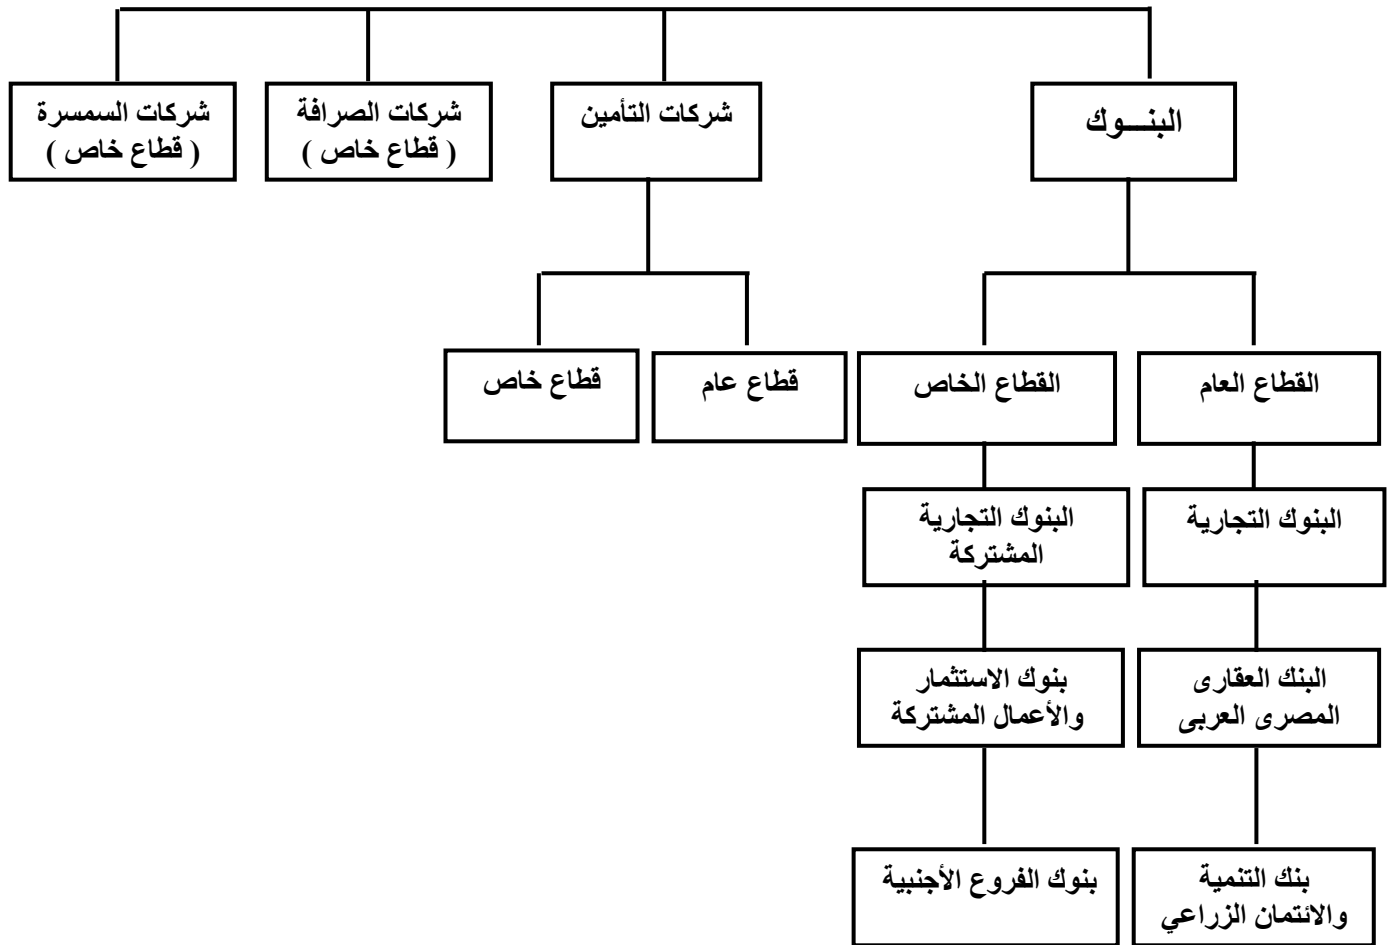 البنـــوك
شركات التأمين
شركات الصرافة
( قطاع خاص )
شركات السمسرة
( قطاع خاص )
القطاع العام
القطاع الخاص
قطاع عام
قطاع خاص
البنوك التجارية
البنوك التجارية
المشتركة
البنك العقارى
المصرى العربى
بنوك الاستثمار
والأعمال المشتركة
بنك التنمية
والائتمان الزراعي
بنوك الفروع الأجنبية